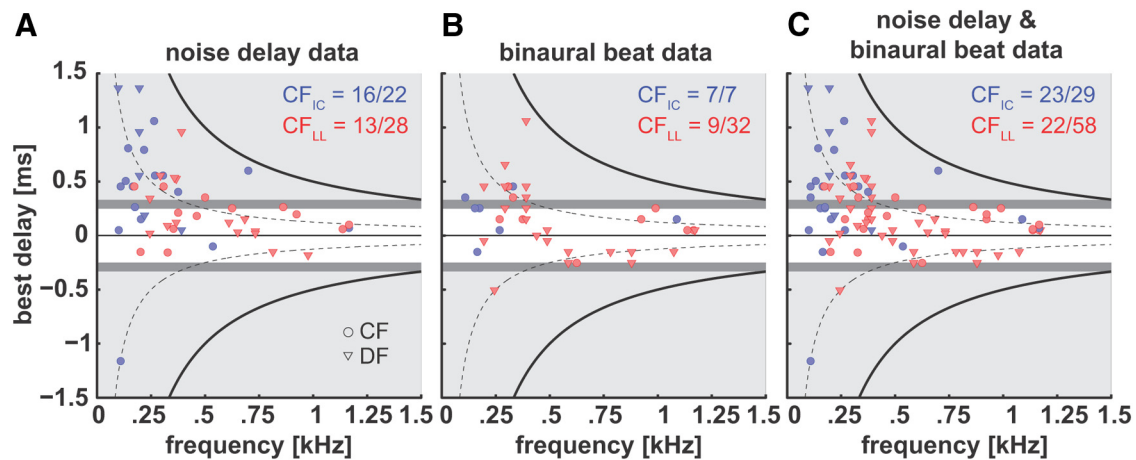 A
noise delay data
B
binaural beat data
C
noise delay &
binaural beat data
best delay [ms]
1.5
1
0.5
0
−0.5
−1
−1.5
CF_IC = 16/22
CF_LL = 13/28
CF
DF
0 .25 .5 .75 1 1.25 1.5
frequency [kHz]
CF_IC = 7/7
CF_LL = 9/32
0 .25 .5 .75 1 1.25 1.5
frequency [kHz]
CF_IC = 23/29
CF_LL = 22/58
0 .25 .5 .75 1 1.25 1.5
frequency [kHz]